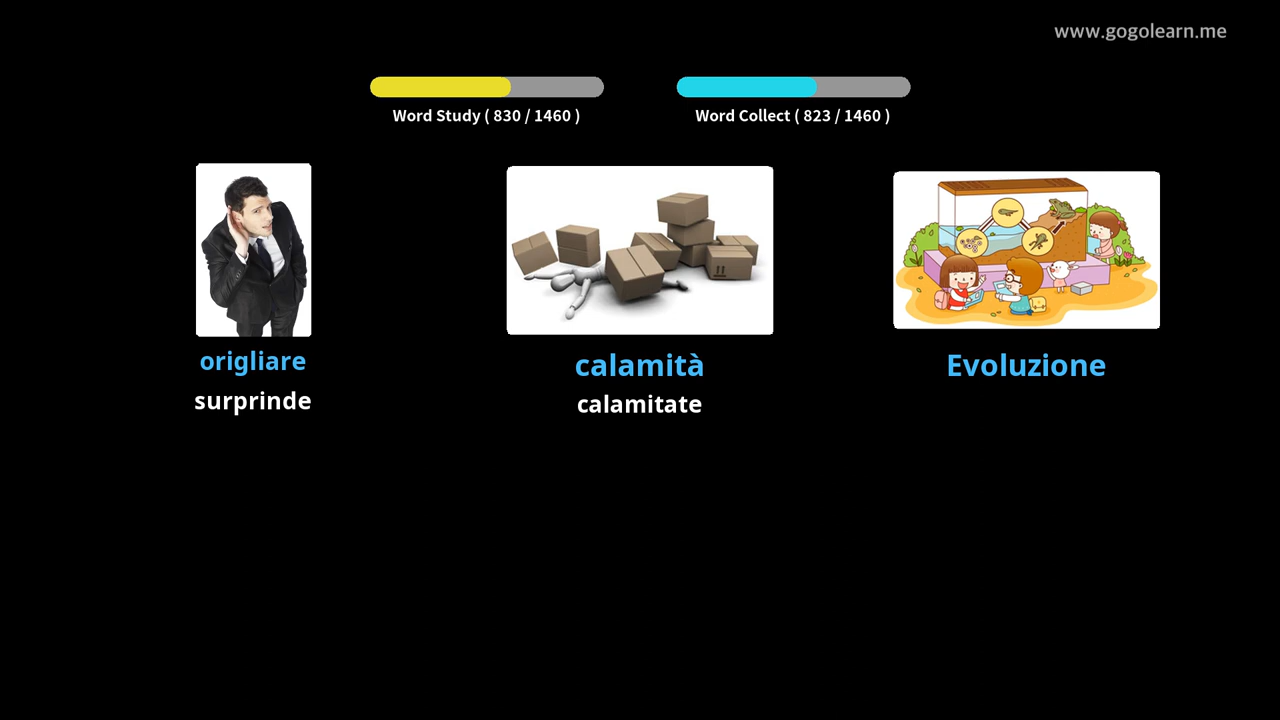 www.gogolearn.me
Word Study ( 830 / 1460 )
Word Collect ( 823 / 1460 )
origliare
surprinde
calamità
calamitate
Evoluzione